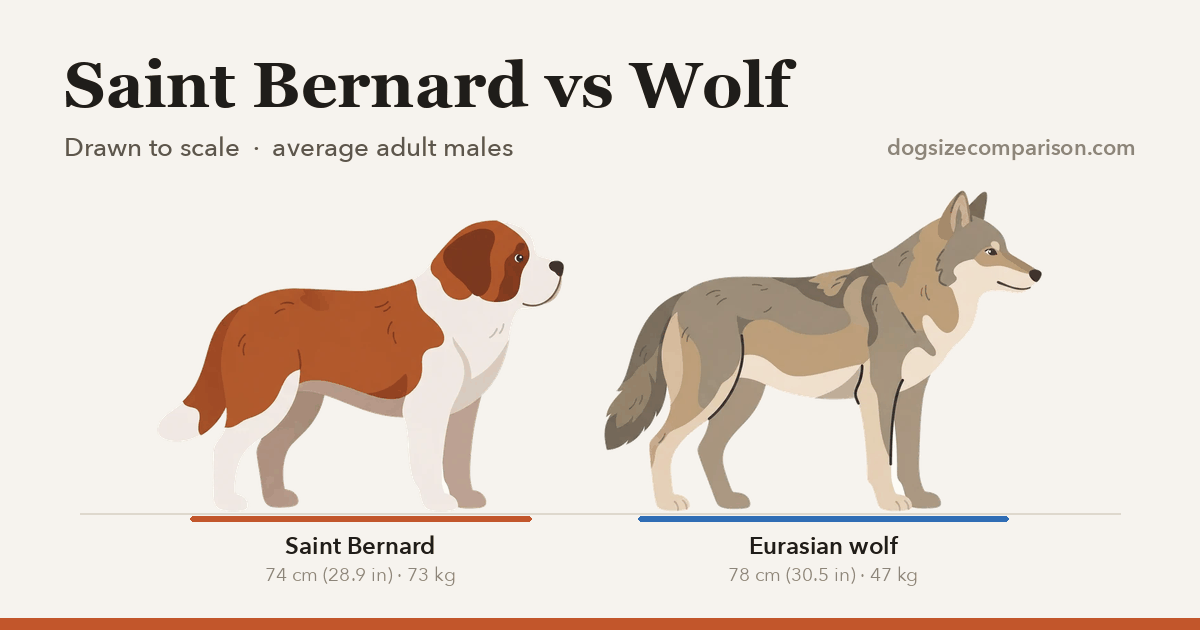 Saint Bernard vs Wolf
Drawn to scale · average adult males
dogsizecomparison.com
Saint Bernard
74 cm (28.9 in) · 73 kg
Eurasian wolf
78 cm (30.5 in) · 47 kg